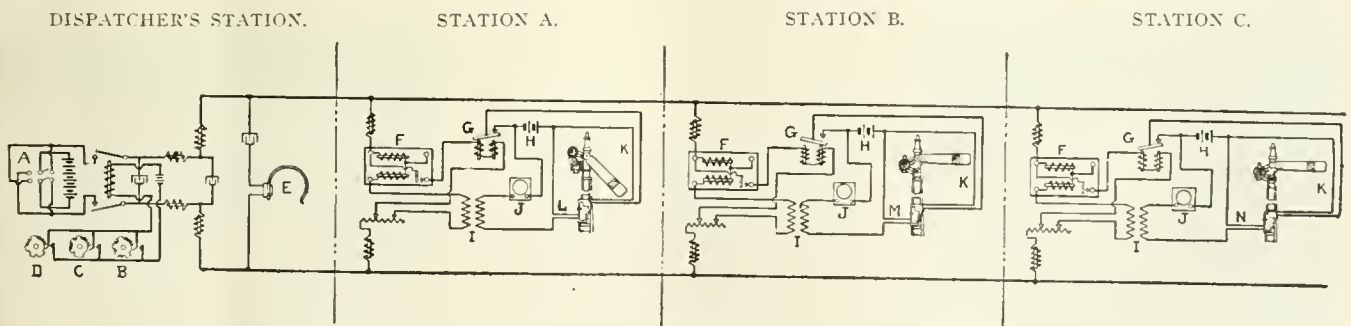 DISPATCHER'S STATION.
STATION A.
STATION B.
STATION C.
A
E
D
C
B
F
G
H
K
J
L
I
F
G
H
K
J
M
I
F
G
H
K
J
N
I